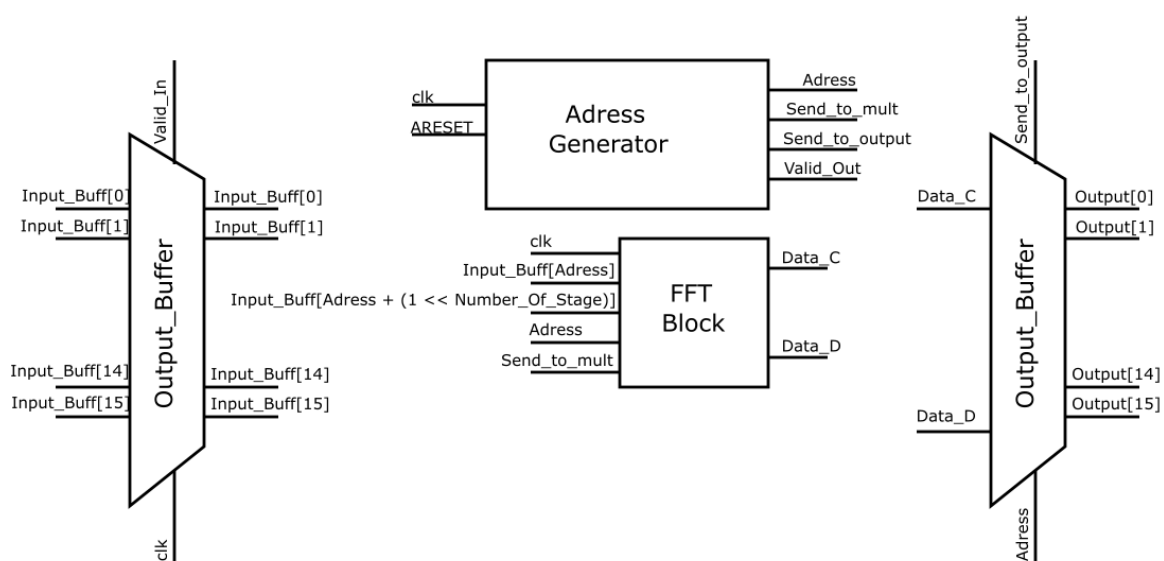 Valid_In
Input_Buff[0]
Input_Buff[1]
Input_Buff[14]
Input_Buff[15]
Output_Buffer
Input_Buff[0]
Input_Buff[1]
Input_Buff[14]
Input_Buff[15]
clk
clk
ARESET
Adress
Generator
Adress
Send_to_mult
Send_to_output
Valid_Out
clk
Input_Buff[Adress]
Input_Buff[Adress + (1 << Number_Of_Stage)]
Adress
Send_to_mult
FFT
Block
Data_C
Data_D
Send_to_output
Data_C
Data_D
Output_Buffer
Output[0]
Output[1]
Output[14]
Output[15]
Adress